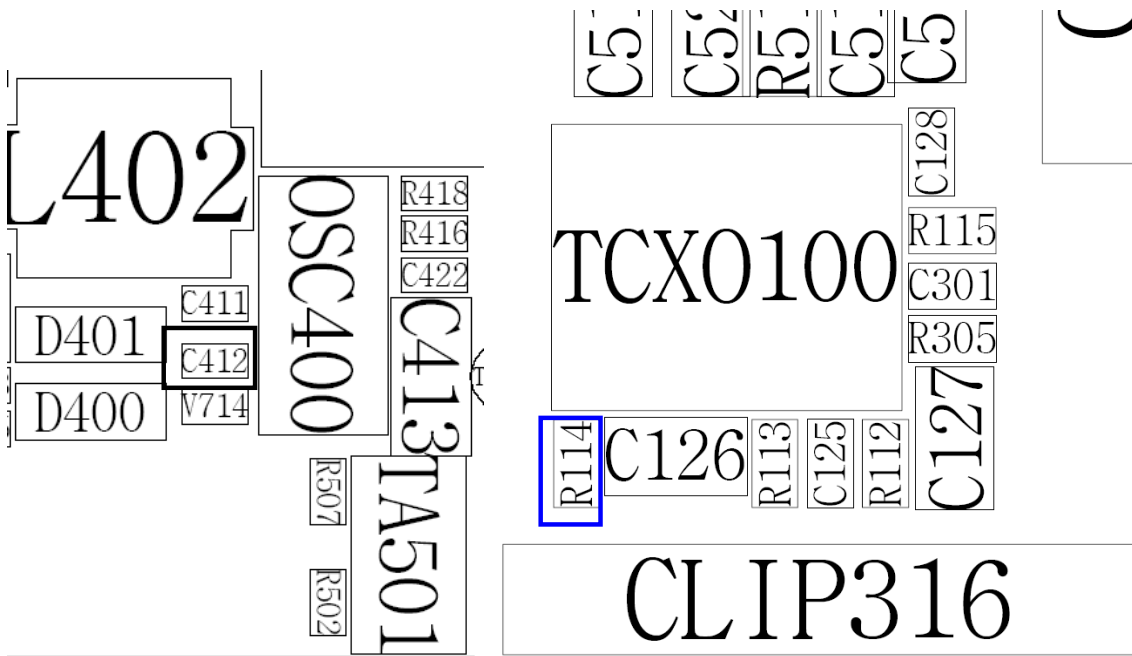 L402
OSC400
R418
R416
C422
C411
D401
C412
C413
V714
D400
R507
TA501
R502
C128
TCXO100
R115
C301
R305
C127
R114
C126
R113
C125
R112
CLIP316